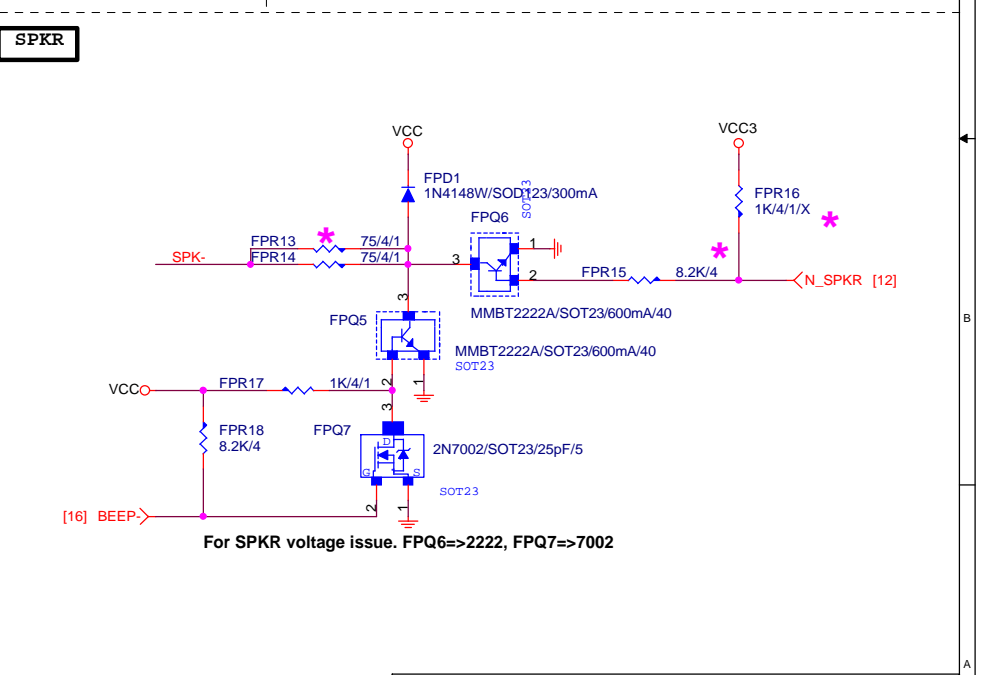 SPKR
VCC
VCC3
FPD1
1N4148W/SOD123/300mA
SOT23
FPR16
1K/4/1/X
*
FPQ6
FPR13
*
75/4/1
1
*
SPK-
FPR14
75/4/1
3
2
FPR15
8.2K/4
N_SPKR [12]
3
MMBT2222A/SOT23/600mA/40
FPQ5
B
MMBT2222A/SOT23/600mA/40
SOT23
VCC
FPR17
1K/4/1
2
1
3
FPR18
8.2K/4
FPQ7
D
2N7002/SOT23/25pF/5
G
S
SOT23
2
1
[16] BEEP-
For SPKR voltage issue. FPQ6=>2222, FPQ7=>7002
A